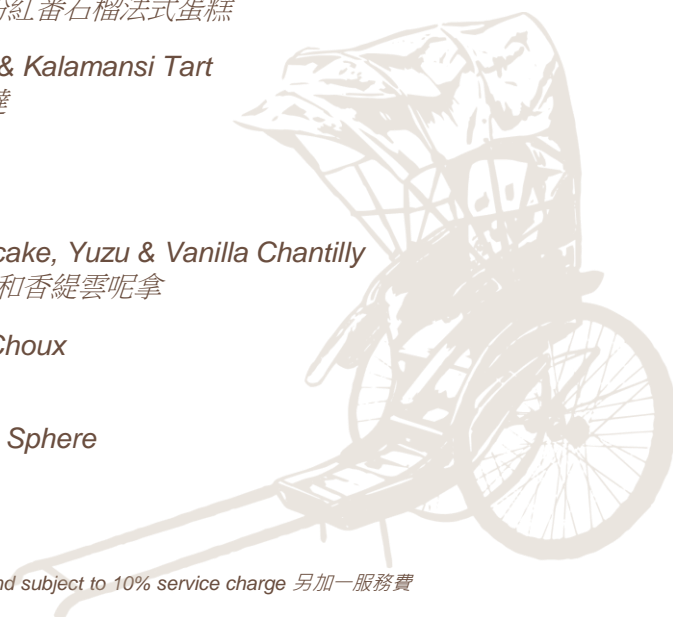 紅番石榴法式蛋糕
& Kalamansi Tart
撻
cake, Yuzu & Vanilla Chantilly
和香緹雲呢拿
Choux
Sphere
nd subject to 10% service charge 另加一服務費